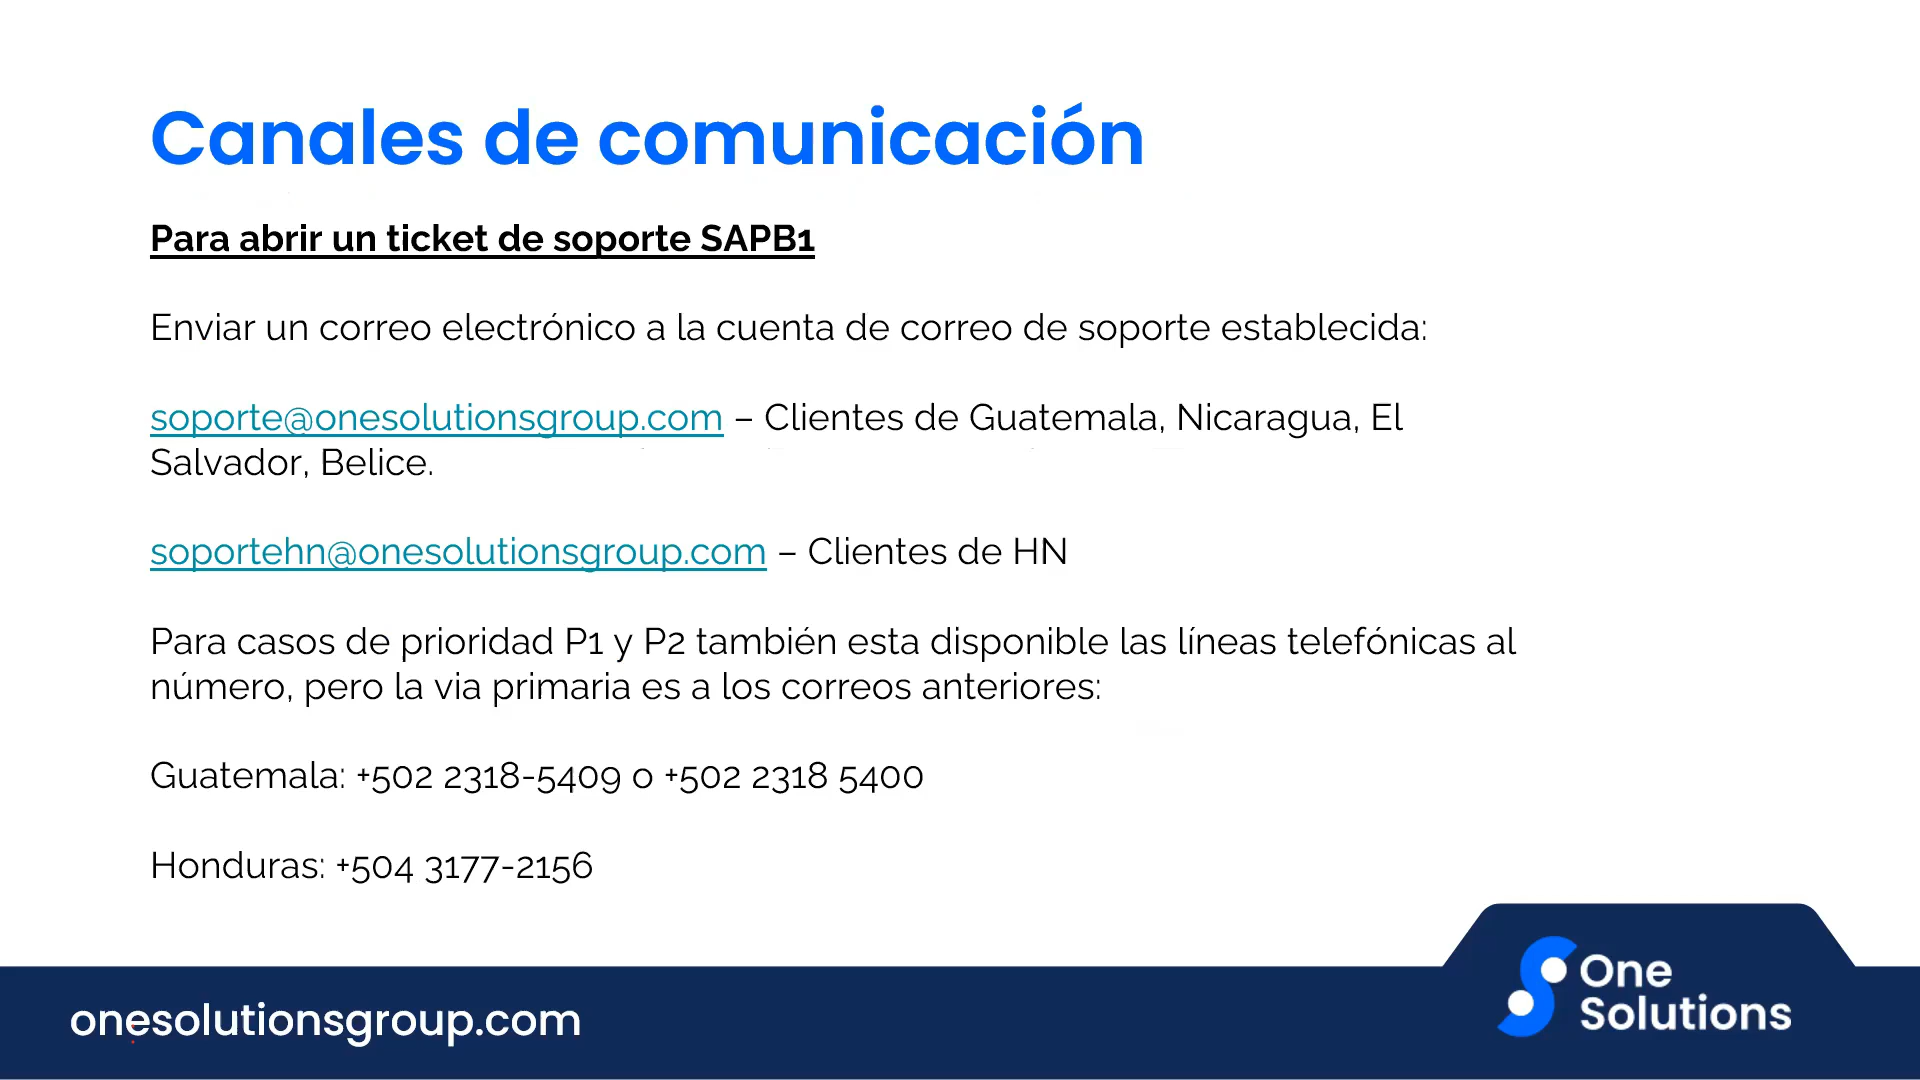 Canales de comunicación
Para abrir un ticket de soporte SAPB1
Enviar un correo electrónico a la cuenta de correo de soporte establecida:
soporte@onesolutionsgroup.com – Clientes de Guatemala, Nicaragua, El
Salvador, Belice.
soportehn@onesolutionsgroup.com – Clientes de HN
Para casos de prioridad P1 y P2 también esta disponible las líneas telefónicas al
número, pero la via primaria es a los correos anteriores:
Guatemala: +502 2318-5409 o +502 2318 5400
Honduras: +504 3177-2156
onesolutionsgroup.com
One
Solutions